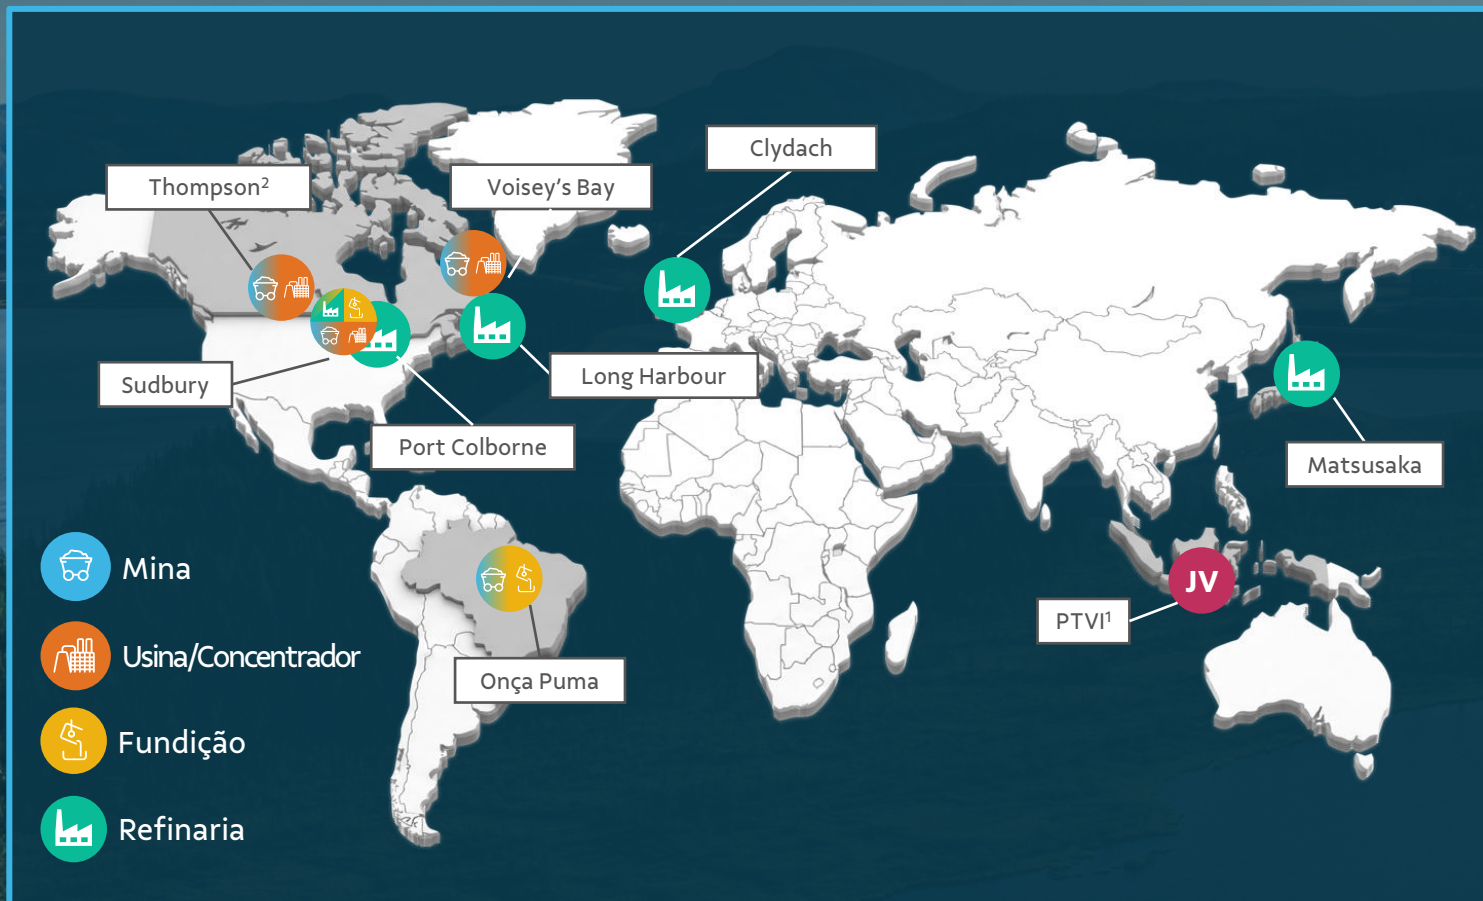 Clydach
Thompson²
Voisey's Bay
Sudbury
Long Harbour
Port Colborne
Matsusaka
JV
PTVI¹
Onça Puma
Mina
Usina/Concentrador
Fundição
Refinaria